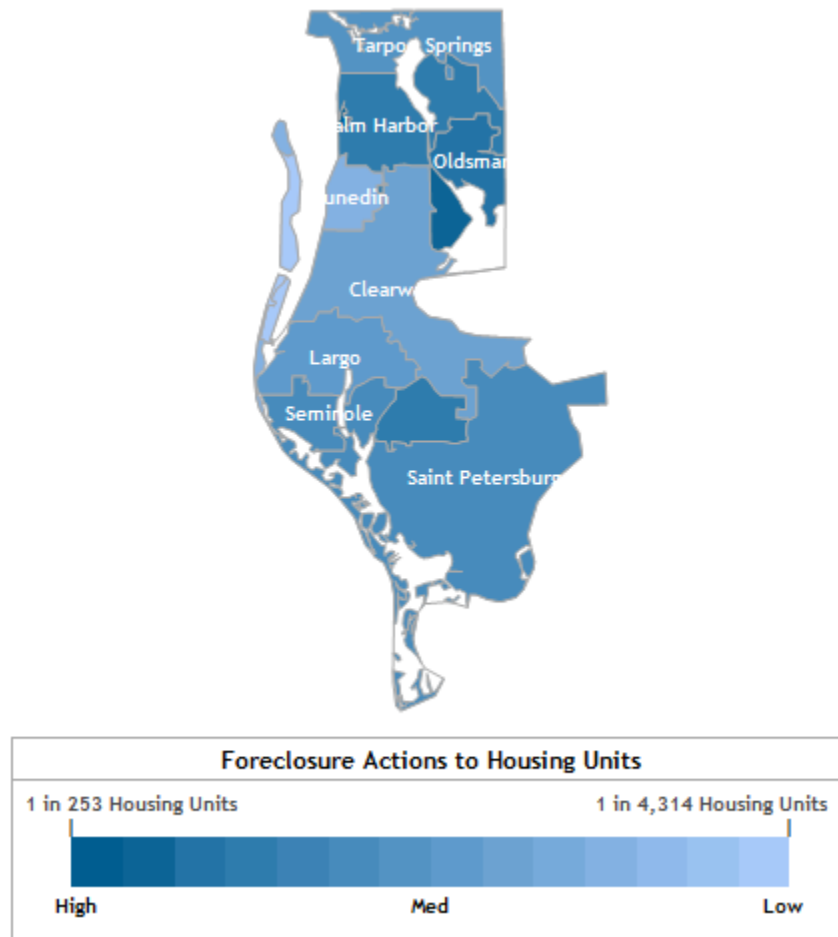 Tarpo Springs
alm Harbor
Oldsmar
unedin
Clearw
Largo
Seminole
Saint Petersburg
Foreclosure Actions to Housing Units
1 in 253 Housing Units 1 in 4,314 Housing Units
High Med Low